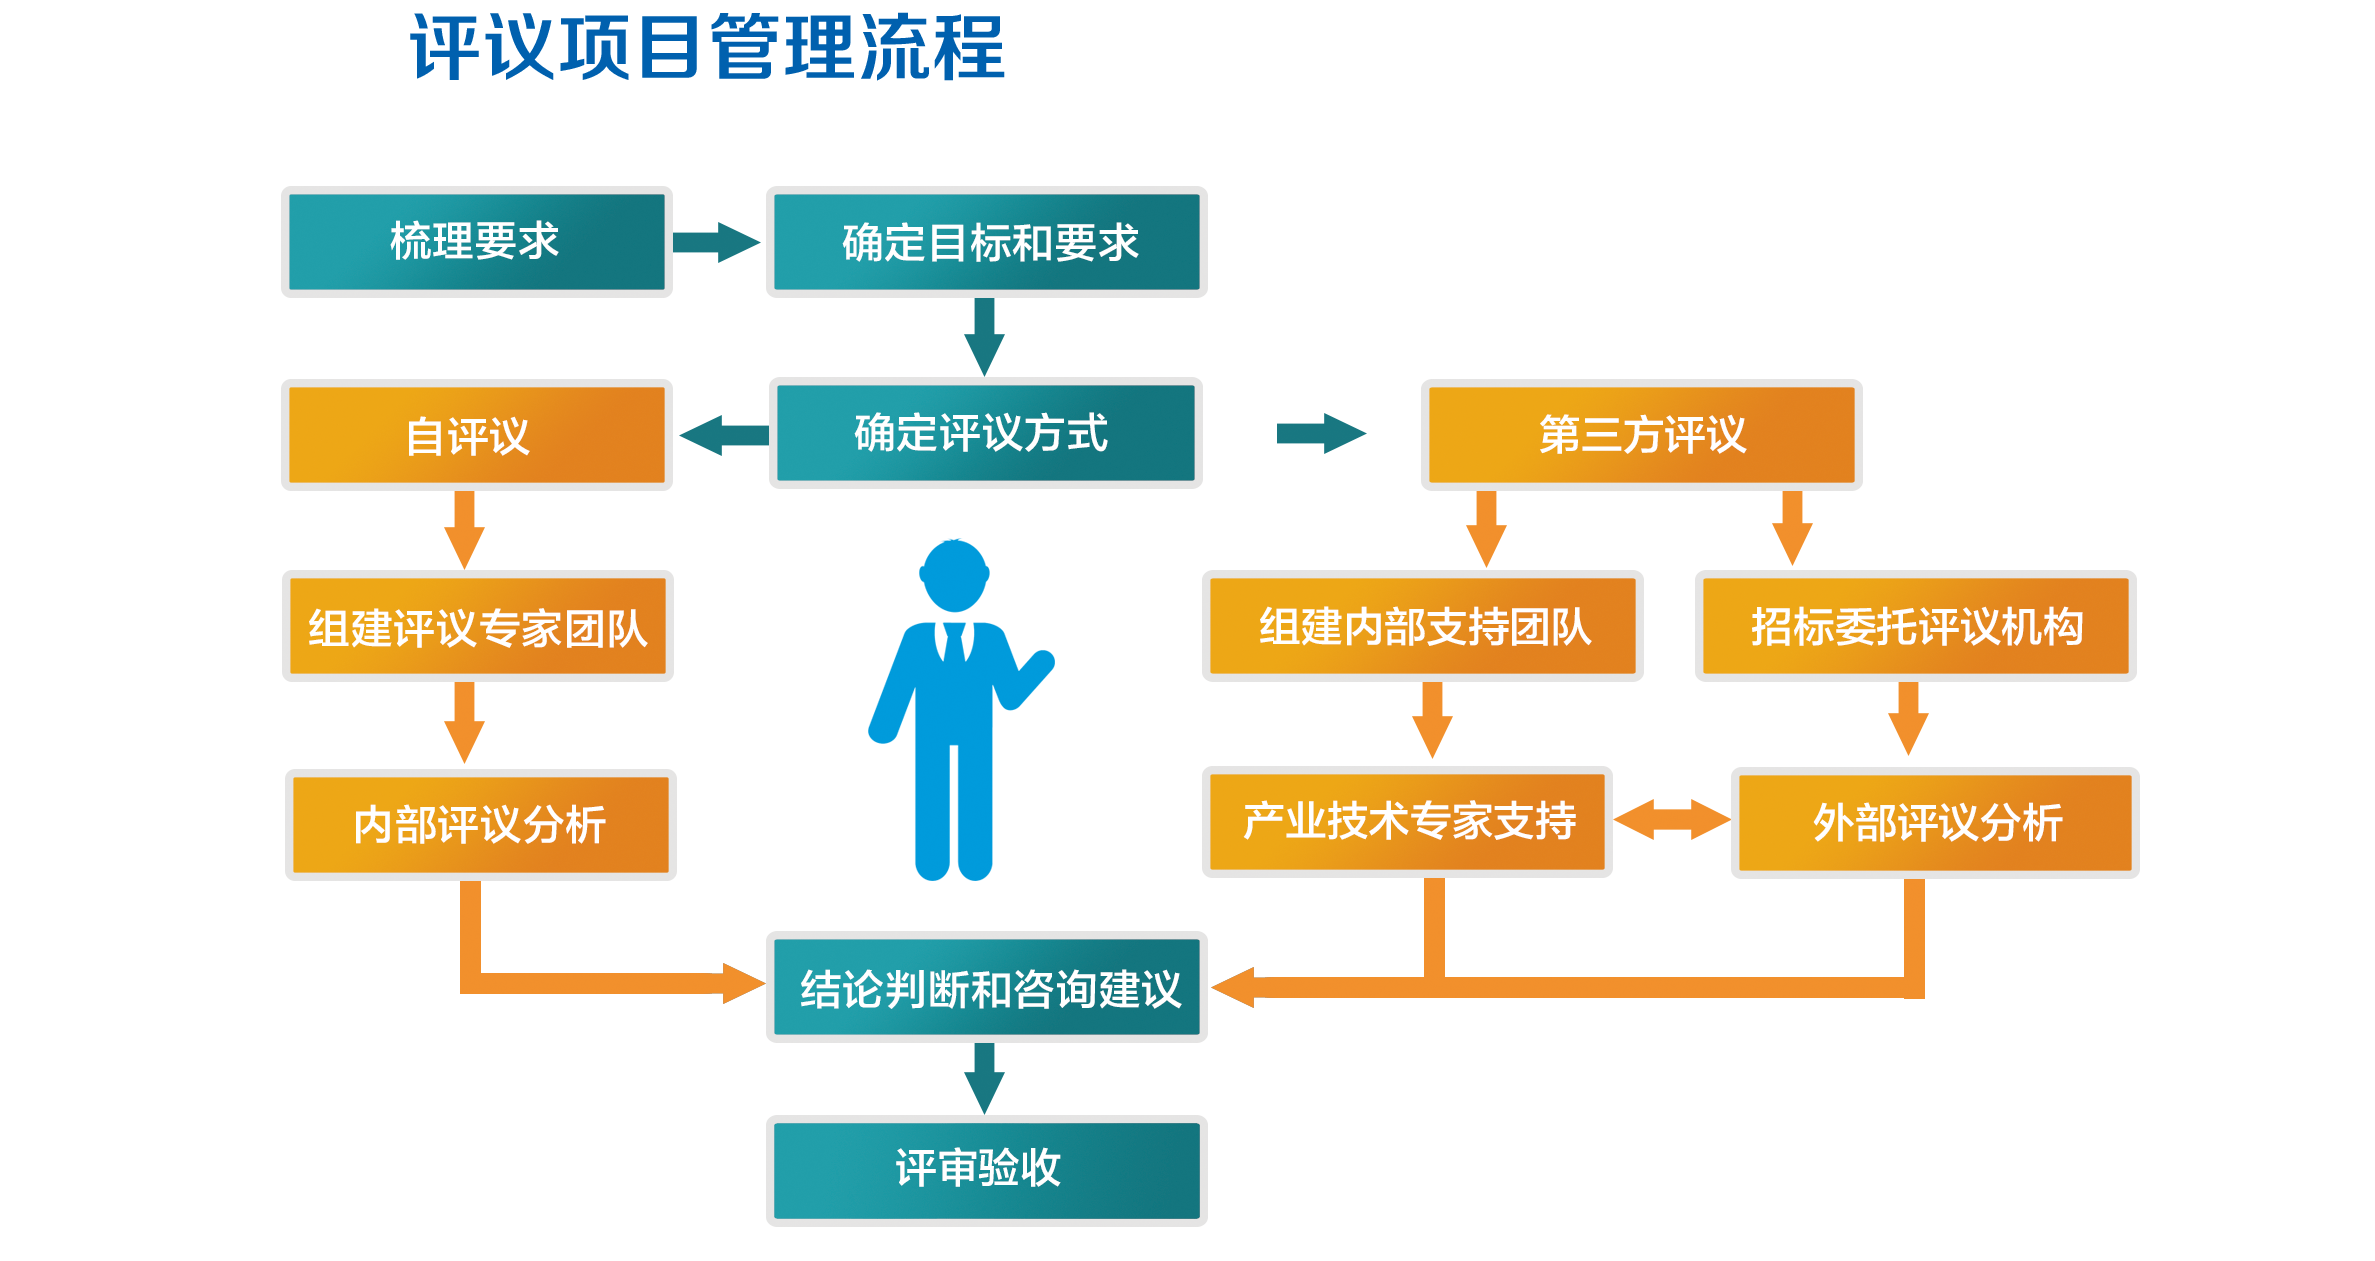 评议项目管理流程
梳理要求
确定目标和要求
自评议
确定评议方式
第三方评议
组建评议专家团队
组建内部支持团队
招标委托评议机构
内部评议分析
产业技术专家支持
外部评议分析
结论判断和咨询建议
评审验收